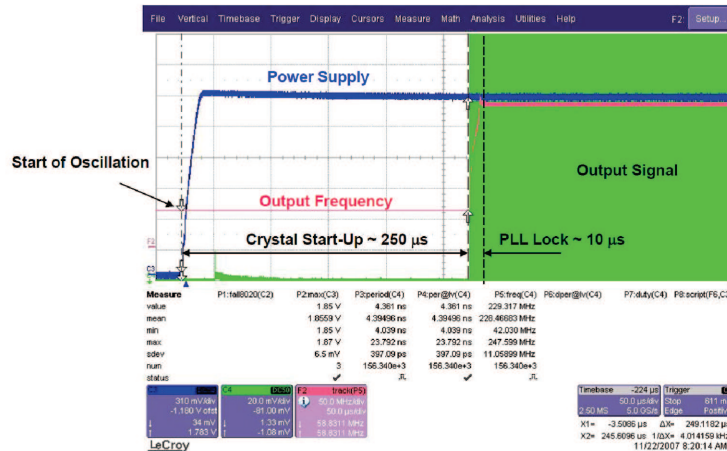 File Vertical Timebase Trigger Display Cursors Measure Math Analysis Utilities Help F2: Setup...
Power Supply
Start of Oscillation
Output Signal
Output Frequency
Crystal Start-Up ~ 250 µs
PLL Lock ~ 10 µs
F2
C3
Measure P1:fall8020(C2) P2:max(C3) P3:period(C4) P4:per@lv(C4) P5:freq(C4) P6:dper@lv(C4) P7:duty(C4) P8:script(F6,C3
value 1.85 V 4.361 ns 4.361 ns 229.317 MHz
mean 1.8559 V 4.39496 ns 4.39496 ns 228.46683 MHz
min 1.85 V 4.039 ns 4.039 ns 42.030 MHz
max 1.87 V 23.792 ns 23.792 ns 247.599 MHz
sdev 6.5 mV 397.09 ps 397.09 ps 11.05899 MHz
num 3 156.340e+3 156.340e+3 156.340e+3
status
C4 DC50 F2 track(P5)
310 mV/div 20.0 mV/div 50.0 MHz/div
-1.180 V ofst -81.00 mV 50.0 µs/div
34 mV 1.33 mV 58.8311 MHz
1.783 V -1.08 mV 58.8311 MHz
Timebase -224 µs Trigger
50.0 µs/div Stop 611 m
2.50 MS 5.0 GS/s Edge Positiv
X1= -3.5086 µs ΔX= 249.1182 µs
X2= 245.6096 µs 1/ΔX= 4.014159 kHz
LeCroy
11/22/2007 8:20:14 AM